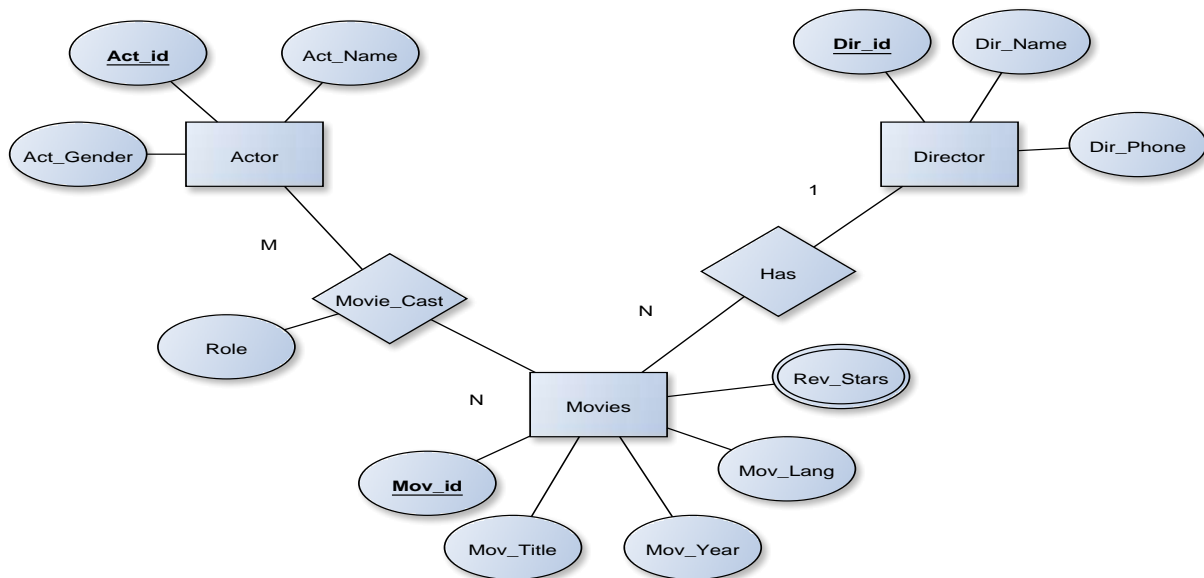 Act_id
Act_Name
Dir_id
Dir_Name
Act_Gender
Actor
Director
Dir_Phone
1
M
Has
Movie_Cast
N
Role
Rev_Stars
N
Movies
Mov_Lang
Mov_id
Mov_Title
Mov_Year